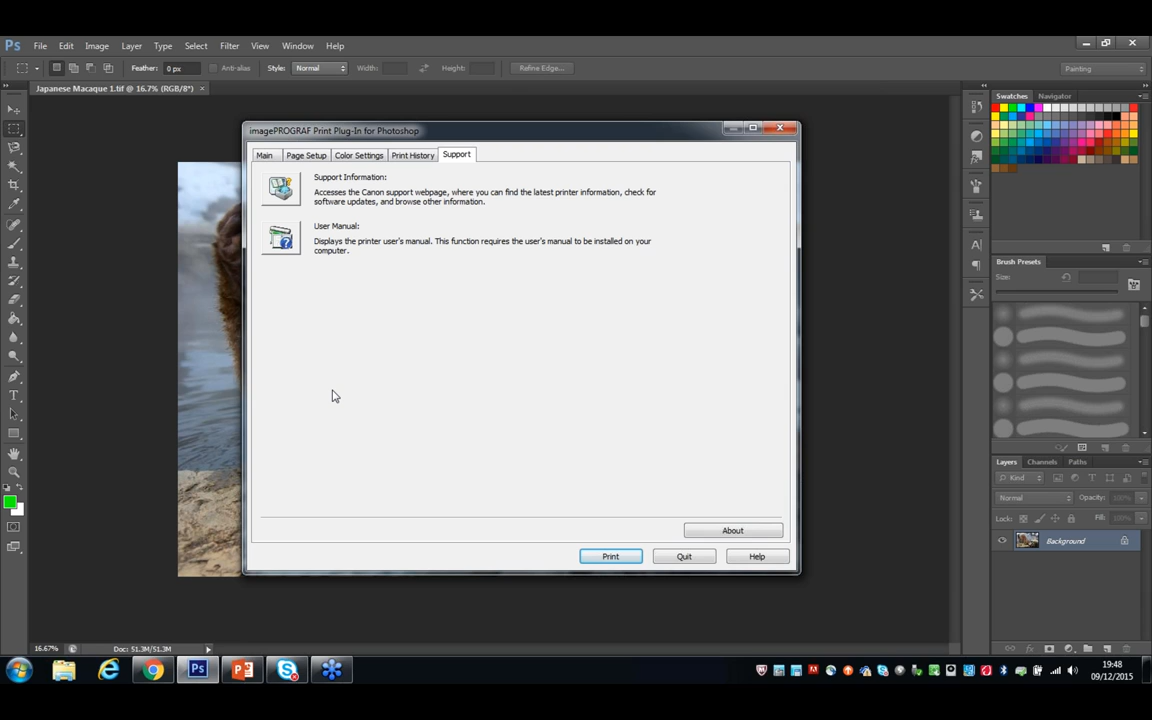 Ps File Edit Image Layer Type Select Filter View Window Help
Feather: 0 px Anti-alias Style: Normal Width: Height: Refine Edge... Painting
Japanese Macaque 1.tif @ 16.7% (RGB/8*) ×
Swatches Navigator
imagePROGRAF Print Plug-In for Photoshop
Main Page Setup Color Settings Print History Support
Support Information:
Accesses the Canon support webpage, where you can find the latest printer information, check for
software updates, and browse other information.
User Manual:
Displays the printer user's manual. This function requires the user's manual to be installed on your
computer.
Brush Presets
Size:
About
Print Quit Help
Layers Channels Paths
Kind
Normal Opacity: 100%
Lock: Fill: 100%
Background
16.67% Doc: 51.3M/51.3M
Ps
19:48
09/12/2015